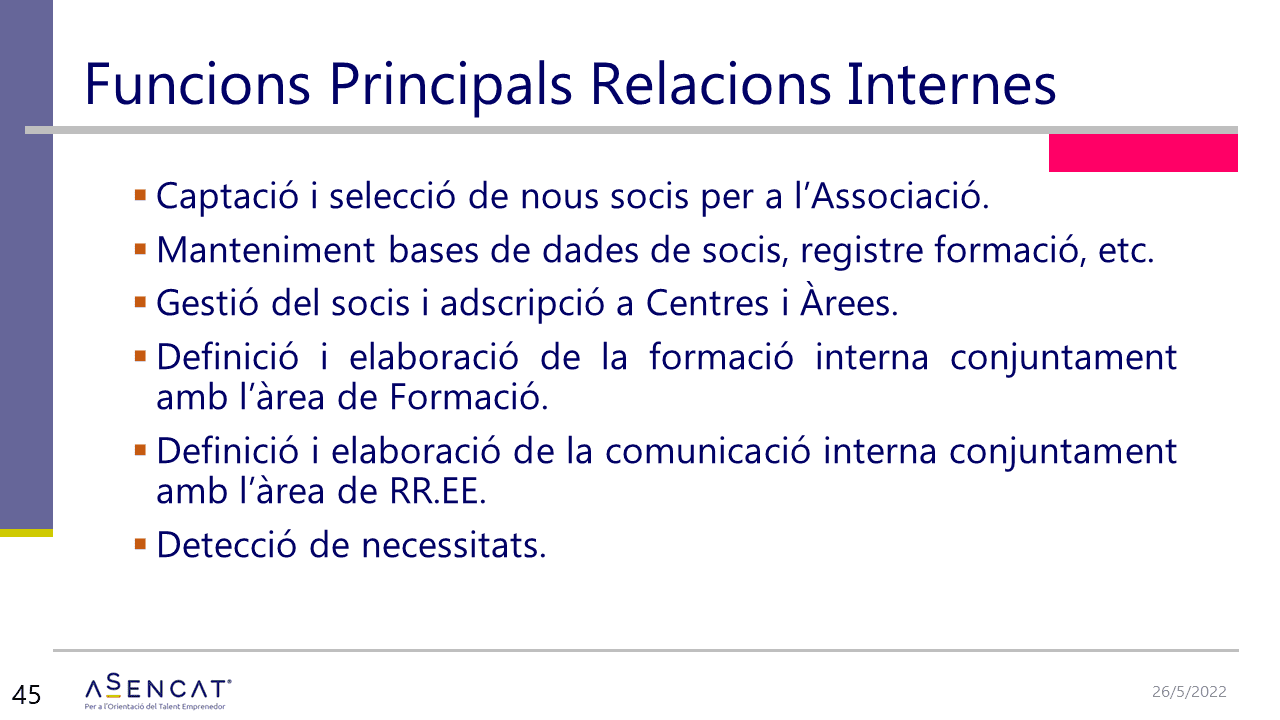 Funcions Principals Relacions Internes
▪ Captació i selecció de nous socis per a l’Associació.
▪ Manteniment bases de dades de socis, registre formació, etc.
▪ Gestió del socis i adscripció a Centres i Àrees.
▪ Definició i elaboració de la formació interna conjuntament
amb l’àrea de Formació.
▪ Definició i elaboració de la comunicació interna conjuntament
amb l’àrea de RR.EE.
▪ Detecció de necessitats.
45
ASENCAT®
Per a l’Orientació del Talent Emprenedor
26/5/2022